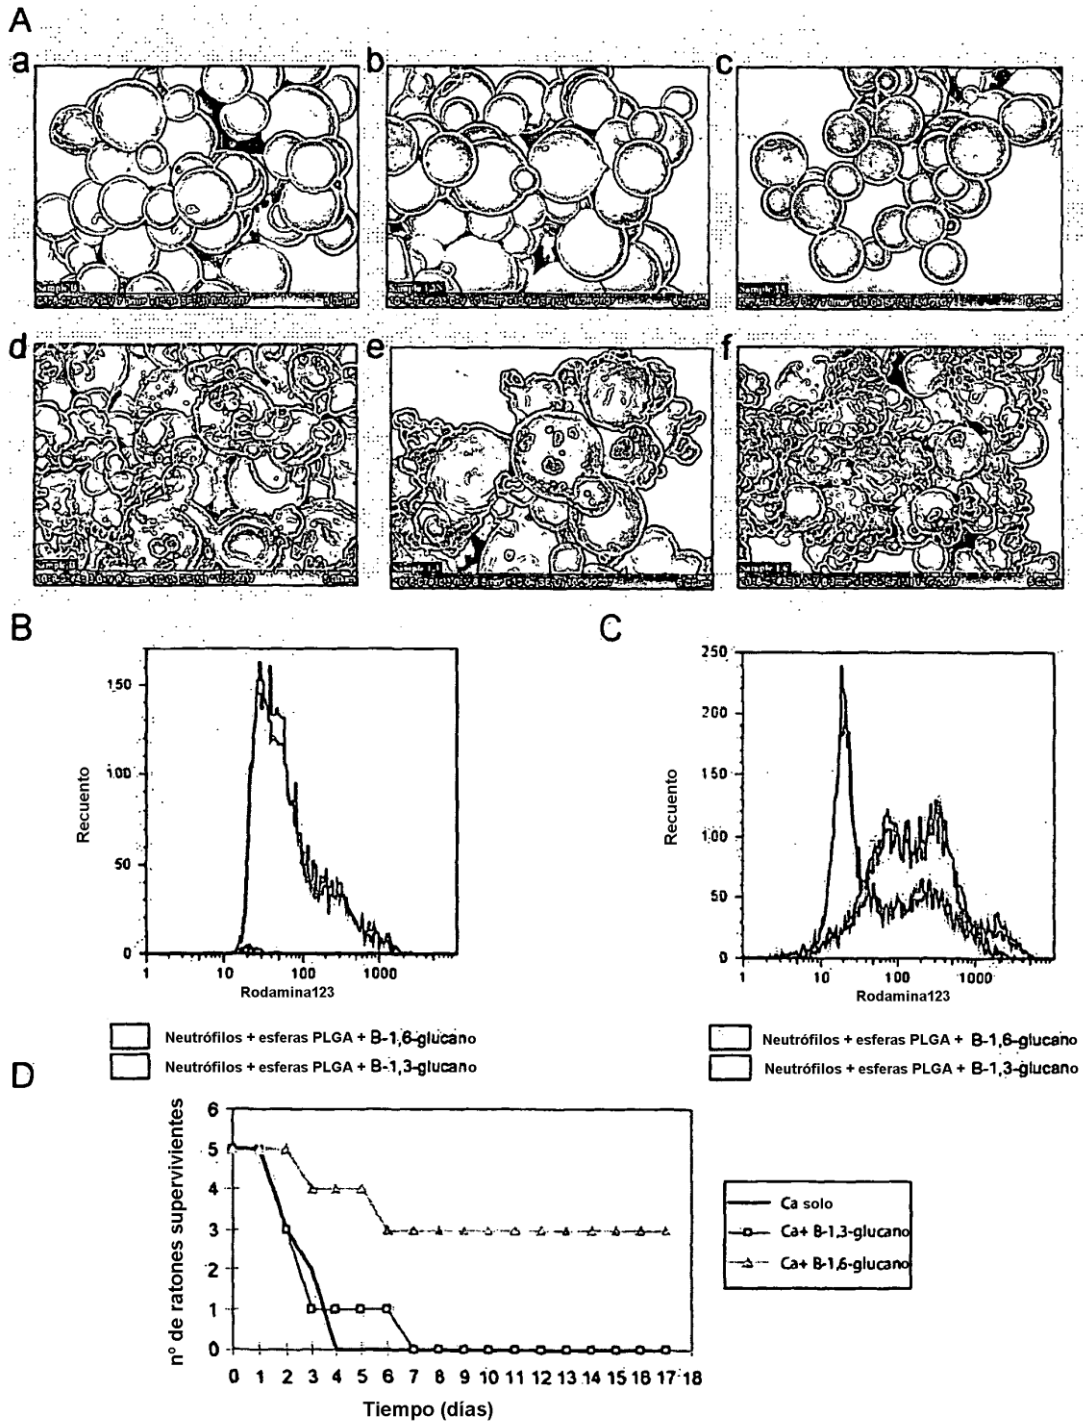 A
a
b
c
d
e
f
B
C
150
100
50
0
Recuento
1
10
100
1000
Rodamina123
250
200
150
100
50
0
Recuento
1
10
100
1000
Rodamina123
Neutrófilos + esferas PLGA + B-1,6-glucano
Neutrófilos + esferas PLGA + B-1,3-glucano
Neutrófilos + esferas PLGA + B-1,6-glucano
Neutrófilos + esferas PLGA + B-1,3-glucano
D
nº de ratones supervivientes
6
5
4
3
2
1
0
0 1 2 3 4 5 6 7 8 9 10 11 12 13 14 15 16 17 18
Tiempo (días)
Ca solo
Ca+ B-1,3-glucano
Ca+ B-1,6-glucano